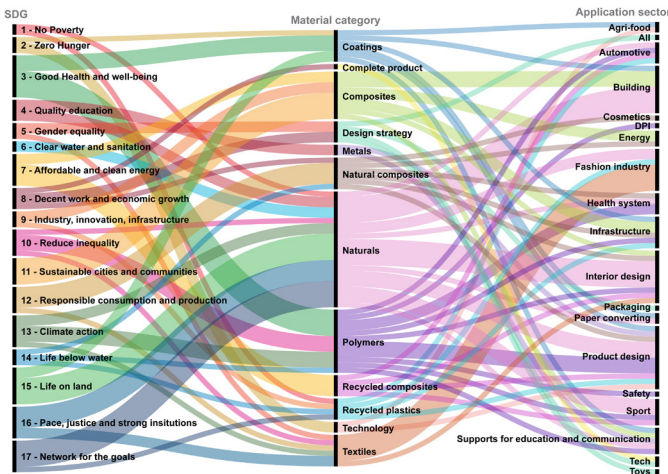 SDG
Material category
Application sector
1 - No Poverty
2 - Zero Hunger
3 - Good Health and well-being
4 - Quality education
5 - Gender equality
6 - Clear water and sanitation
7 - Affordable and clean energy
8 - Decent work and economic growth
9 - Industry, innovation, infrastructure
10 - Reduce inequality
11 - Sustainable cities and communities
12 - Responsible consumption and production
13 - Climate action
14 - Life below water
15 - Life on land
16 - Pace, justice and strong insitutions
17 - Network for the goals
Coatings
Complete product
Composites
Design strategy
Metals
Natural composites
Naturals
Polymers
Recycled composites
Recycled plastics
Technology
Textiles
Agri-food
All
Automotive
Building
Cosmetics
DPI
Energy
Fashion industry
Health system
Infrastructure
Interior design
Packaging
Paper converting
Product design
Safety
Sport
Supports for education and communication
Tech
Toys